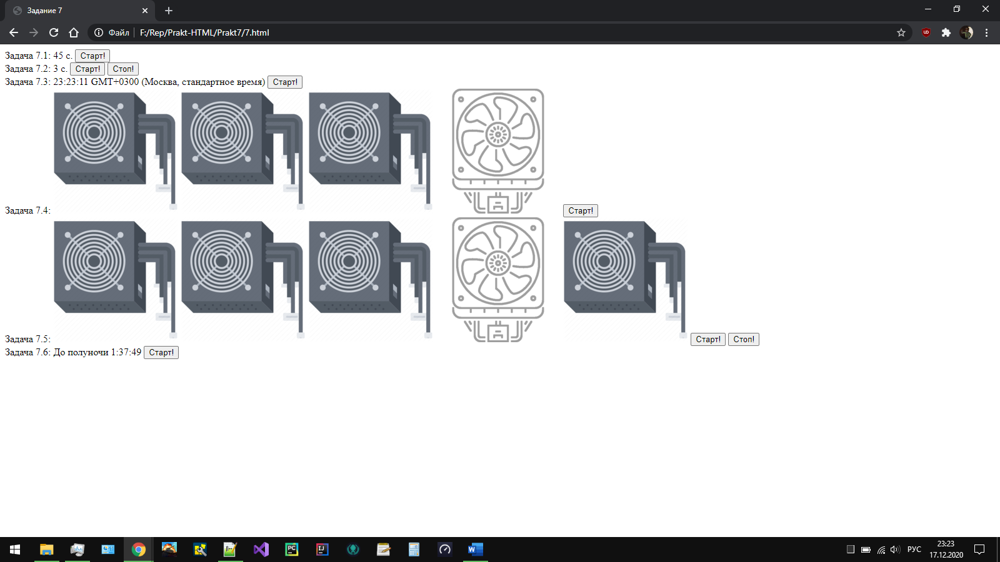 Задание 7
Файл F:/Rep/Prakt-HTML/Prakt7/7.html
Задача 7.1: 45 с. Старт!
Задача 7.2: 3 с. Старт! Стоп!
Задача 7.3: 23:23:11 GMT+0300 (Москва, стандартное время) Старт!
Задача 7.4: Старт!
Задача 7.5: Старт! Стоп!
Задача 7.6: До полуночи 1:37:49 Старт!
РУС
23:23
17.12.2020